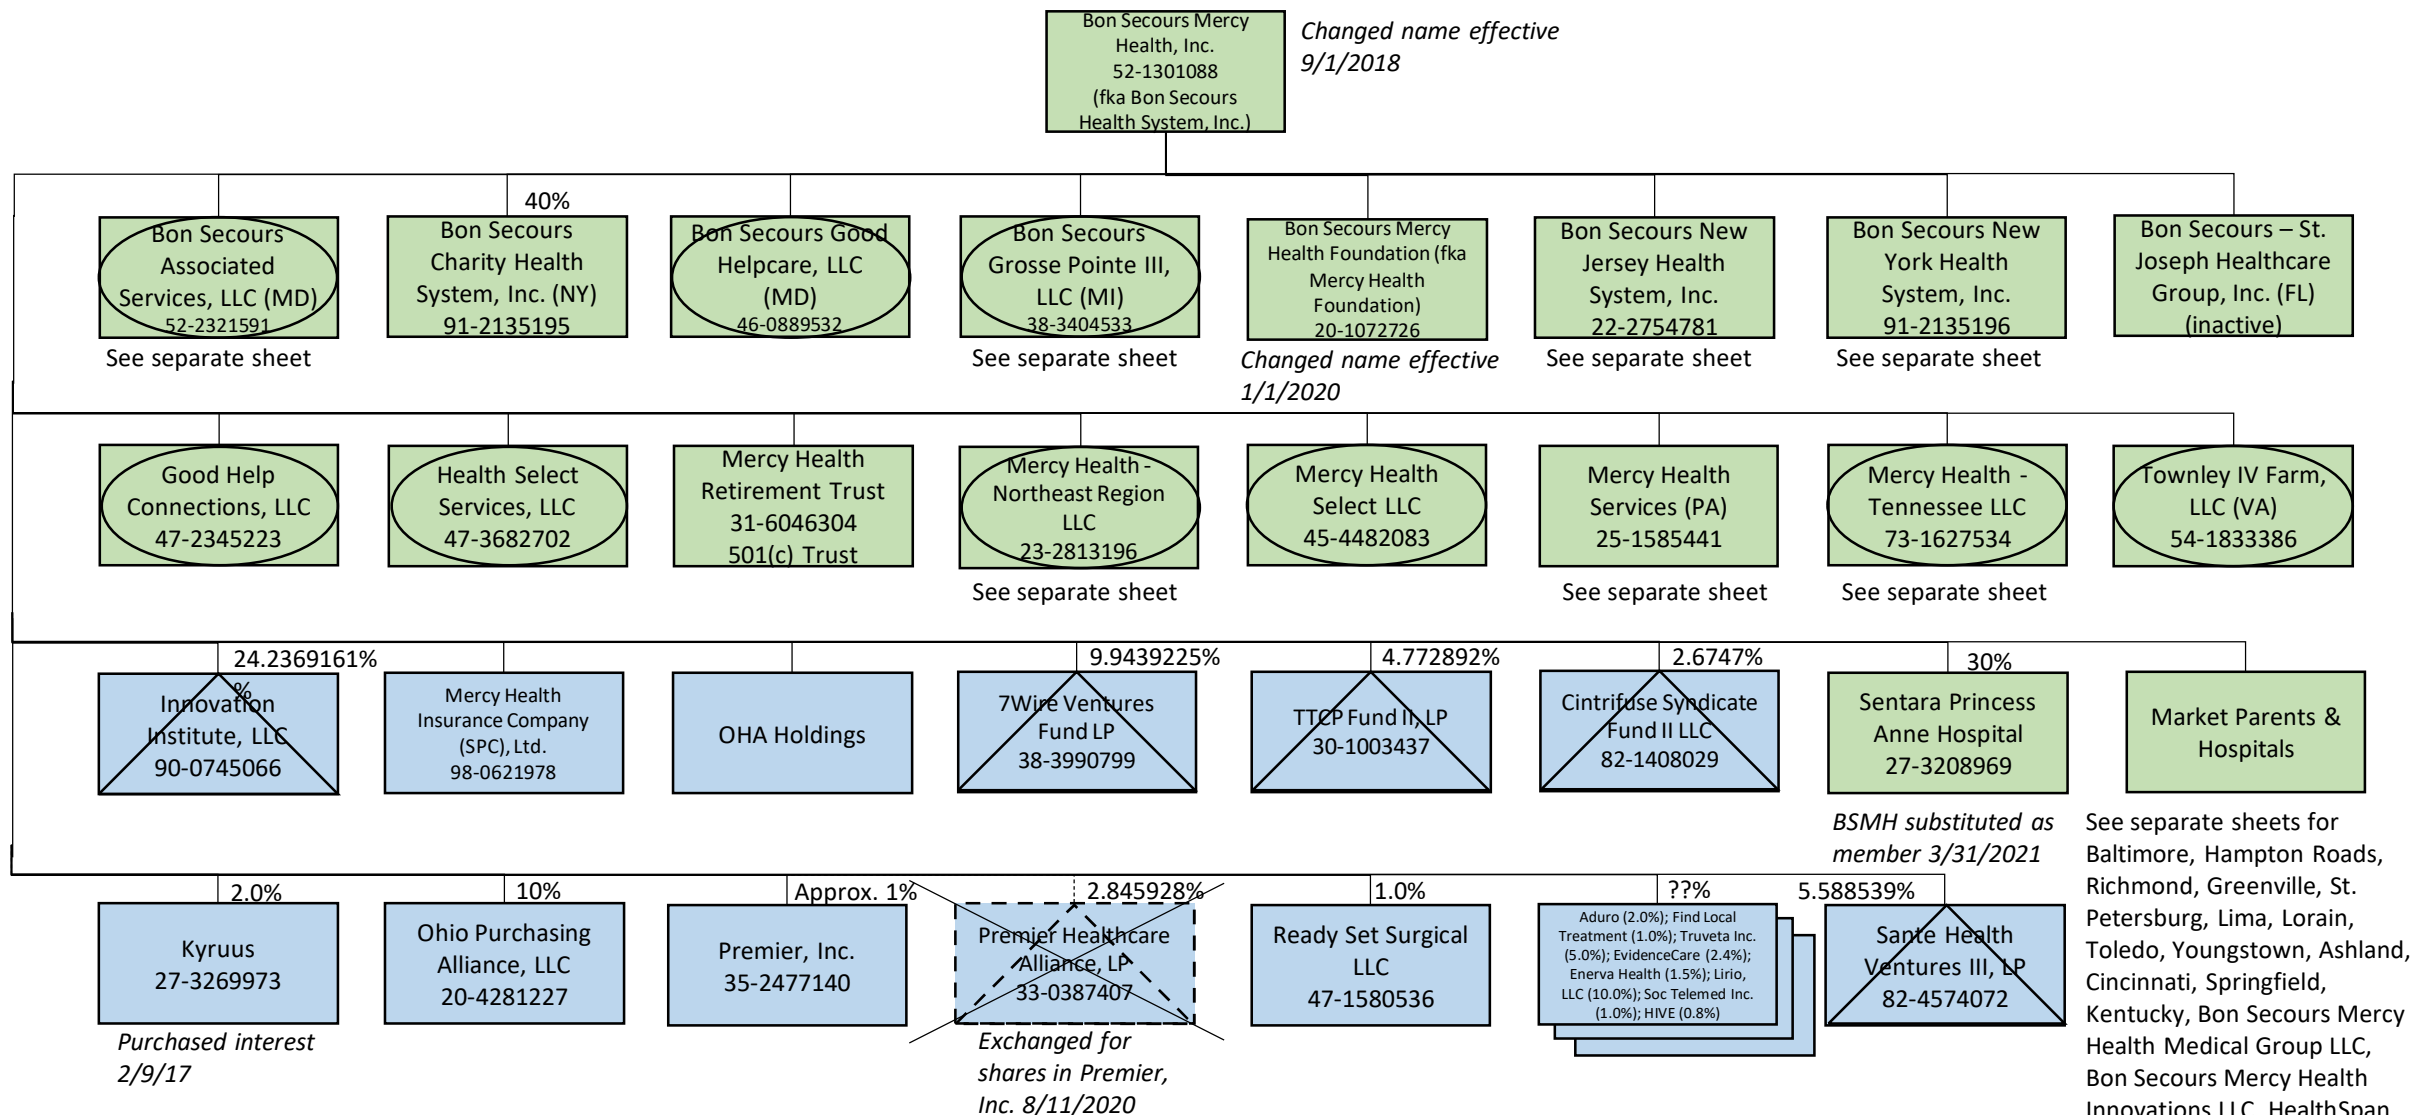 Bon Secours Mercy
Health, Inc.
52-1301088
(fka Bon Secours
Health System, Inc.)
Changed name effective
9/1/2018
Bon Secours
Associated
Services, LLC (MD)
52-2321591
See separate sheet
40%
Bon Secours
Charity Health
System, Inc. (NY)
91-2135195
Bon Secours Good
Helpcare, LLC
(MD)
46-0889532
Bon Secours
Grosse Pointe III,
LLC (MI)
38-3404533
See separate sheet
Bon Secours Mercy
Health Foundation (fka
Mercy Health
Foundation)
20-1072726
Changed name effective
1/1/2020
Bon Secours New
Jersey Health
System, Inc.
22-2754781
See separate sheet
Bon Secours New
York Health
System, Inc.
91-2135196
See separate sheet
Bon Secours – St.
Joseph Healthcare
Group, Inc. (FL)
(inactive)
Good Help
Connections, LLC
47-2345223
Health Select
Services, LLC
47-3682702
Mercy Health
Retirement Trust
31-6046304
501(c) Trust
Mercy Health -
Northeast Region
LLC
23-2813196
See separate sheet
Mercy Health
Select LLC
45-4482083
Mercy Health
Services (PA)
25-1585441
See separate sheet
Mercy Health -
Tennessee LLC
73-1627534
See separate sheet
Townley IV Farm,
LLC (VA)
54-1833386
24.2369161%
%
Innovation
Institute, LLC
90-0745066
Mercy Health
Insurance Company
(SPC), Ltd.
98-0621978
OHA Holdings
9.9439225%
7Wire Ventures
Fund LP
38-3990799
4.772892%
TTCP Fund II, LP
30-1003437
2.6747%
Cintrifuse Syndicate
Fund II LLC
82-1408029
30%
Sentara Princess
Anne Hospital
27-3208969
BSMH substituted as
member 3/31/2021
Market Parents &
Hospitals
See separate sheets for
Baltimore, Hampton Roads,
Richmond, Greenville, St.
Petersburg, Lima, Lorain,
Toledo, Youngstown, Ashland,
Cincinnati, Springfield,
Kentucky, Bon Secours Mercy
Health Medical Group LLC,
Bon Secours Mercy Health
Innovations LLC, HealthSpan
2.0%
Kyruus
27-3269973
Purchased interest
2/9/17
10%
Ohio Purchasing
Alliance, LLC
20-4281227
Approx. 1%
Premier, Inc.
35-2477140
2.845928%
Premier Healthcare
Alliance, LP
33-0387407
Exchanged for
shares in Premier,
Inc. 8/11/2020
1.0%
Ready Set Surgical
LLC
47-1580536
??%
Aduro (2.0%); Find Local
Treatment (1.0%); Truveta Inc.
(5.0%); EvidenceCare (2.4%);
Enerva Health (1.5%); Lirio,
LLC (10.0%); Soc Telemed Inc.
(1.0%); HIVE (0.8%)
5.588539%
Sante Health
Ventures III, LP
82-4574072